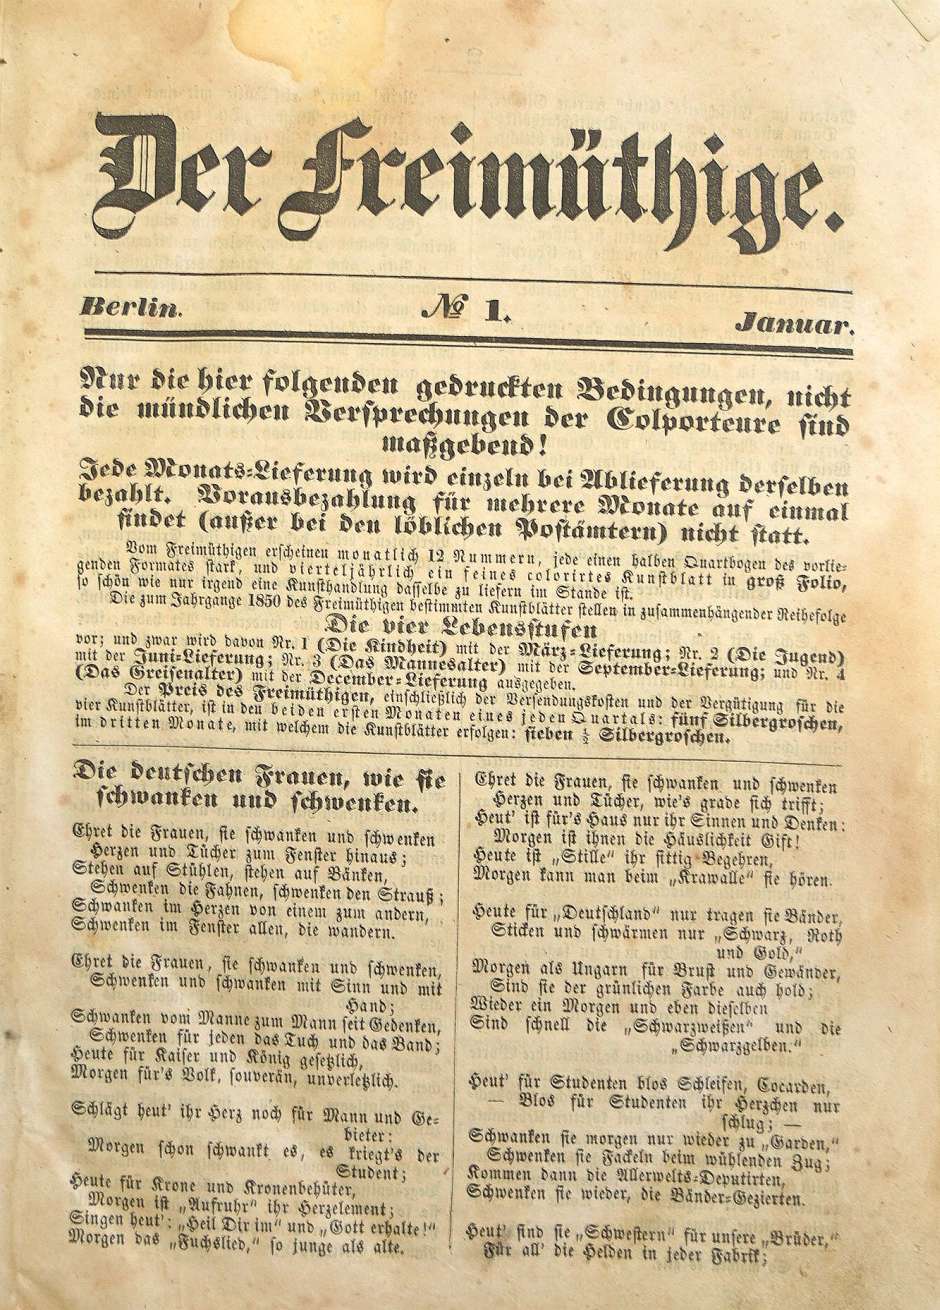 Der Freimüthige.
Berlin. № 1. Januar.
Nur die hier folgenden gedruckten Bedingungen, nicht
die mündlichen Versprechungen der Colporteure sind
maßgebend!
Jede Monats-Lieferung wird einzeln bei Ablieferung derselben
bezahlt. Vorausbezahlung für mehrere Monate auf einmal
findet (außer bei den löblichen Postämtern) nicht statt.
Vom Freimüthigen erscheinen monatlich 12 Nummern, jede einen halben Quartbogen des vorlie-
genden Formates stark, und vierteljährlich ein feines colorirtes Kunstblatt in groß Folio,
so schön wie nur irgend eine Kunsthandlung dasselbe zu liefern im Stande ist.
Die zum Jahrgange 1850 des Freimüthigen bestimmten Kunstblätter stellen in zusammenhängender Reihefolge
Die vier Lebensstufen
vor; und zwar wird davon Nr. 1 (Die Kindheit) mit der März-Lieferung; Nr. 2 (Die Jugend)
mit der Juni-Lieferung; Nr. 3 (Das Mannesalter) mit der September-Lieferung; und Nr. 4
(Das Greisenalter) mit der December-Lieferung ausgegeben.
Der Preis des Freimüthigen, einschließlich der Versendungskosten und der Vergütigung für die
vier Kunstblätter, ist in den beiden ersten Monaten eines jeden Quartals: fünf Silbergroschen,
im dritten Monate, mit welchem die Kunstblätter erfolgen: sieben ½ Silbergroschen.
Die deutschen Frauen, wie sie
schwanken und schwenken.
Ehret die Frauen, sie schwanken und schwenken
Herzen und Tücher zum Fenster hinaus;
Stehen auf Stühlen, stehen auf Bänken,
Schwenken die Fahnen, schwenken den Strauß;
Schwanken im Herzen von einem zum andern,
Schwenken im Fenster allen, die wandern.
Ehret die Frauen, sie schwanken und schwenken,
Schwenken und schwanken mit Sinn und mit
Hand;
Schwanken vom Manne zum Mann seit Gedenken,
Schwenken für jeden das Tuch und das Band;
Heute für Kaiser und König gesetzlich,
Morgen für's Volk, souverän, unverletzlich.
Schlägt heut' ihr Herz noch für Mann und Ge-
bieter:
Morgen schon schwankt es, es kriegt's der
Student;
Heute für Krone und Kronenbehüter,
Morgen ist „Aufruhr" ihr Herzelement;
Singen heut': „Heil Dir im" und „Gott erhalte!"
Morgen das „Fuchslied," so junge als alte.
Ehret die Frauen, sie schwanken und schwenken
Herzen und Tücher, wie's grade sich trifft;
Heut' ist für's Haus nur ihr Sinnen und Denken:
Morgen ist ihnen die Häuslichkeit Gift!
Heute ist „Stille" ihr sittig Begehren,
Morgen kann man beim „Krawalle" sie hören.
Heute für „Deutschland" nur tragen sie Bänder,
Sticken und schwärmen nur „Schwarz, Roth
und Gold,"
Morgen als Ungarn für Brust und Gewänder,
Sind sie der grünlichen Farbe auch hold;
Wieder ein Morgen und eben dieselben
Sind schnell die „Schwarzweißen" und die
„Schwarzgelben."
Heut' für Studenten blos Schleifen, Cocarden,
— Blos für Studenten ihr Herzchen nur
schlug; —
Schwanken sie morgen nur wieder zu „Garden,"
Schwenken sie Fackeln beim wühlenden Zug;
Kommen dann die Allerwelts-Deputirten,
Schwenken sie wieder, die Bänder-Gezierten.
Heut' sind sie „Schwestern" für unsere „Brüder,"
Für all' die Helden in jeder Fabrik;